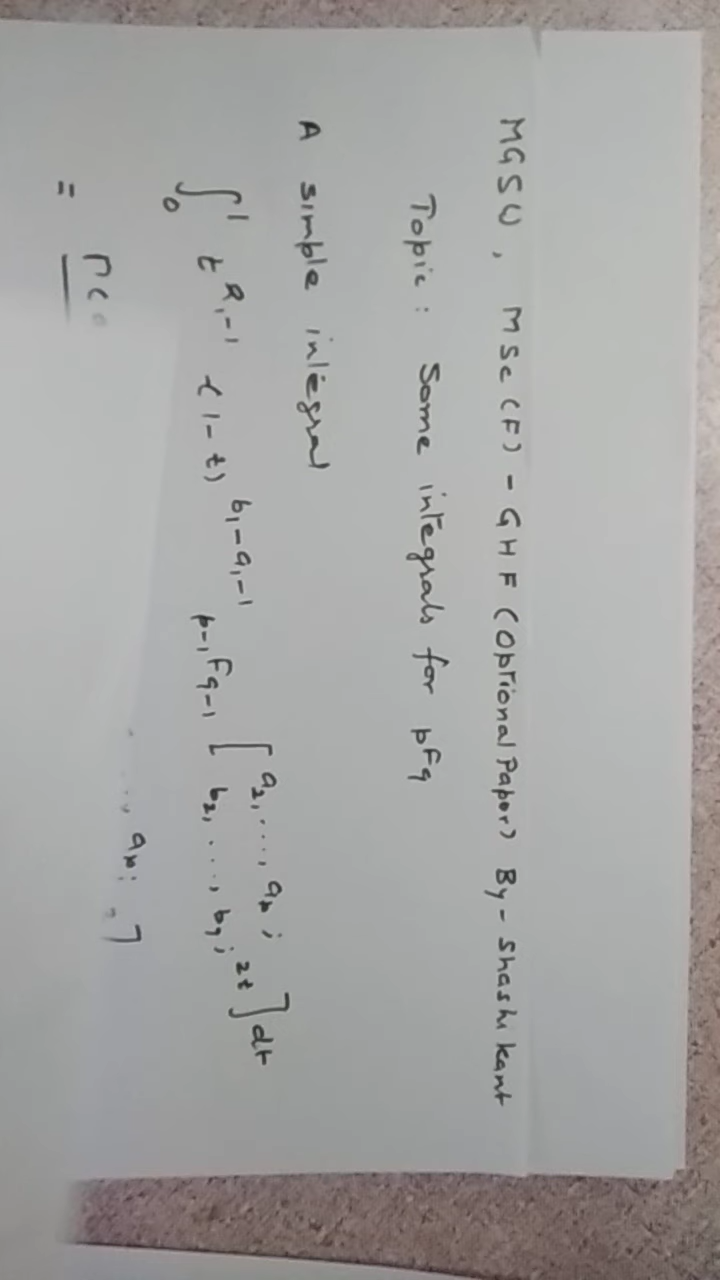 MGSU, MSc (F) - GHF (Optional Paper) By - Shashi Kant
Topic : Some integrals for pFq
A simple integral
∫₀¹ t^{a₁-1} (1-t)^{b₁-a₁-1} p-1Fq-1 [a₂, ...., ap ; b₂, ...., bq ; zt] dt
= Γ(
..., ap; ]